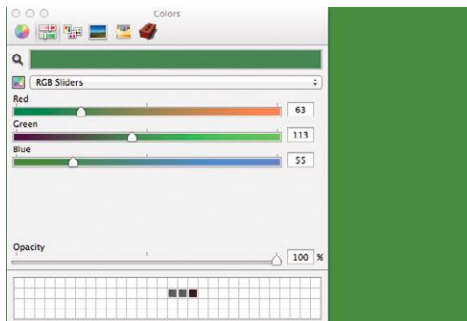 Colors
RGB Sliders
Red
63
Green
113
Blue
55
Opacity
100 %